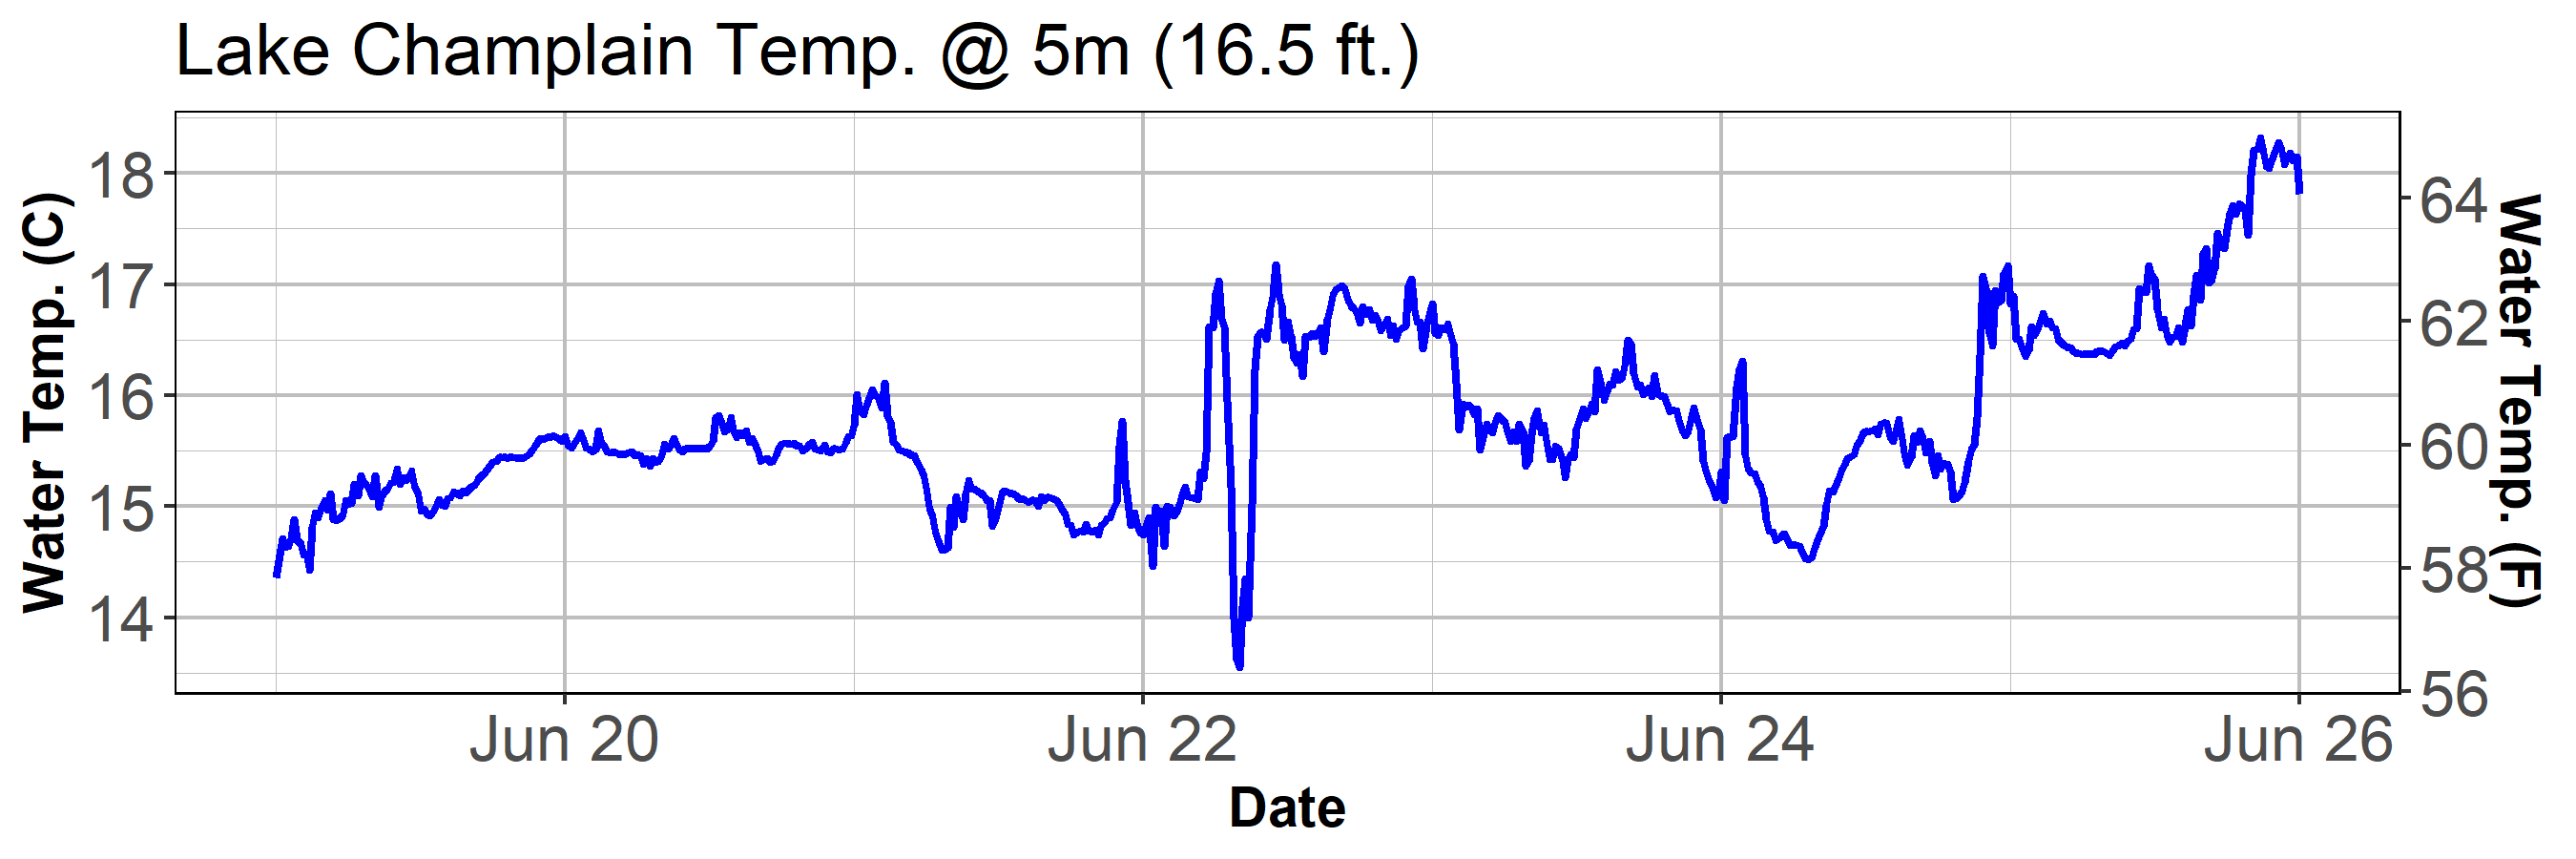 Lake Champlain Temp. @ 5m (16.5 ft.)
Water Temp. (C)
18
17
16
15
14
64
62
60
58
56
Water Temp. (F)
Jun 20 Jun 22 Jun 24 Jun 26
Date